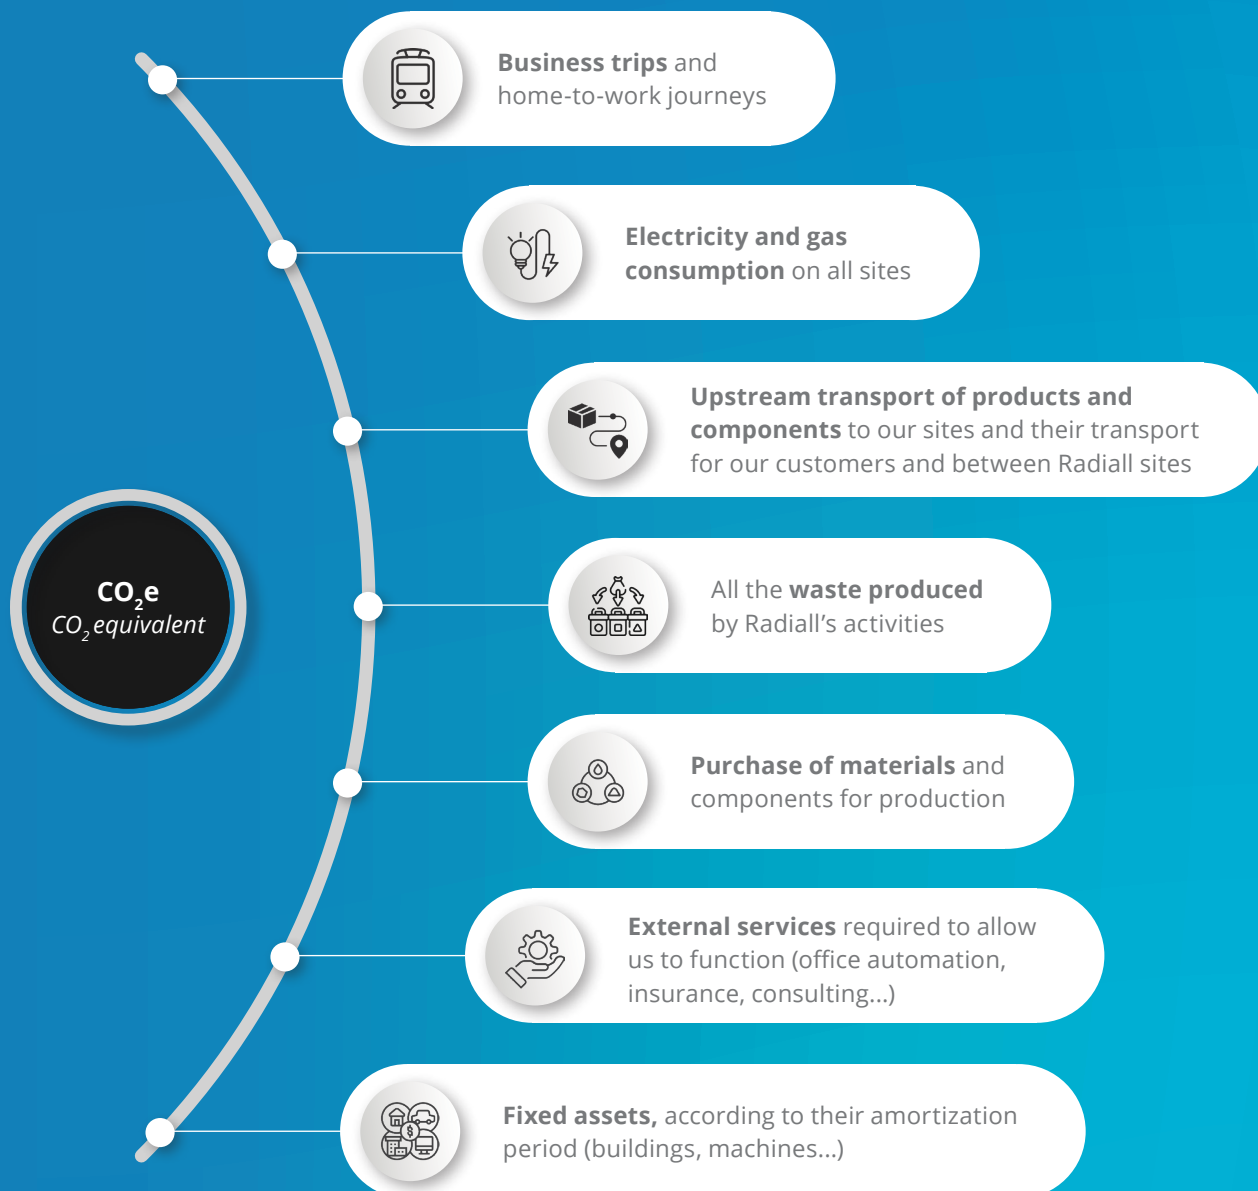 Business trips and
home-to-work journeys
Electricity and gas
consumption on all sites
Upstream transport of products and
components to our sites and their transport
for our customers and between Radiall sites
CO₂e
CO₂ equivalent
All the waste produced
by Radiall’s activities
Purchase of materials and
components for production
External services required to allow
us to function (office automation,
insurance, consulting...)
Fixed assets, according to their amortization
period (buildings, machines...)